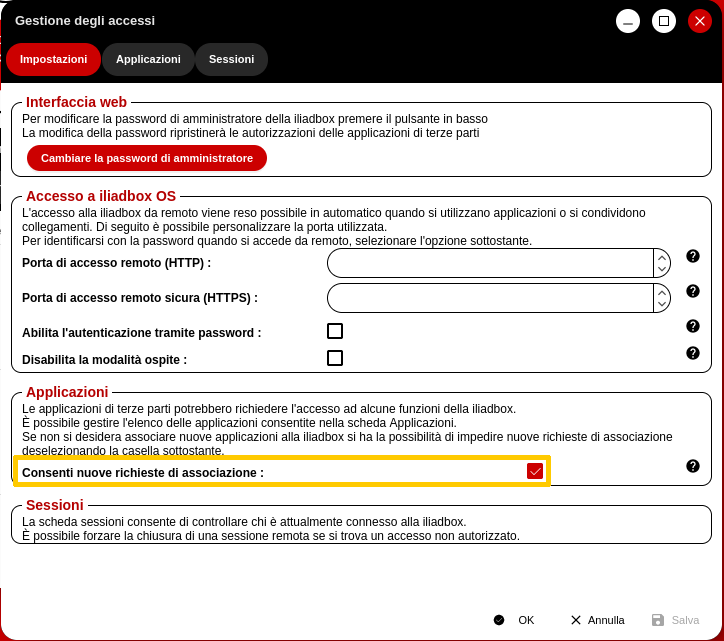 Gestione degli accessi
Impostazioni Applicazioni Sessioni
Interfaccia web
Per modificare la password di amministratore della iliadbox premere il pulsante in basso
La modifica della password ripristinerà le autorizzazioni delle applicazioni di terze parti
Cambiare la password di amministratore
Accesso a iliadbox OS
L'accesso alla iliadbox da remoto viene reso possibile in automatico quando si utilizzano applicazioni o si condividono
collegamenti. Di seguito è possibile personalizzare la porta utilizzata.
Per identificarsi con la password quando si accede da remoto, selezionare l'opzione sottostante.
Porta di accesso remoto (HTTP) :
Porta di accesso remoto sicura (HTTPS) :
Abilita l'autenticazione tramite password :
Disabilita la modalità ospite :
Applicazioni
Le applicazioni di terze parti potrebbero richiedere l'accesso ad alcune funzioni della iliadbox.
È possibile gestire l'elenco delle applicazioni consentite nella scheda Applicazioni.
Se non si desidera associare nuove applicazioni alla iliadbox si ha la possibilità di impedire nuove richieste di associazione
deselezionando la casella sottostante.
Consenti nuove richieste di associazione :
Sessioni
La scheda sessioni consente di controllare chi è attualmente connesso alla iliadbox.
È possibile forzare la chiusura di una sessione remota se si trova un accesso non autorizzato.
OK Annulla Salva